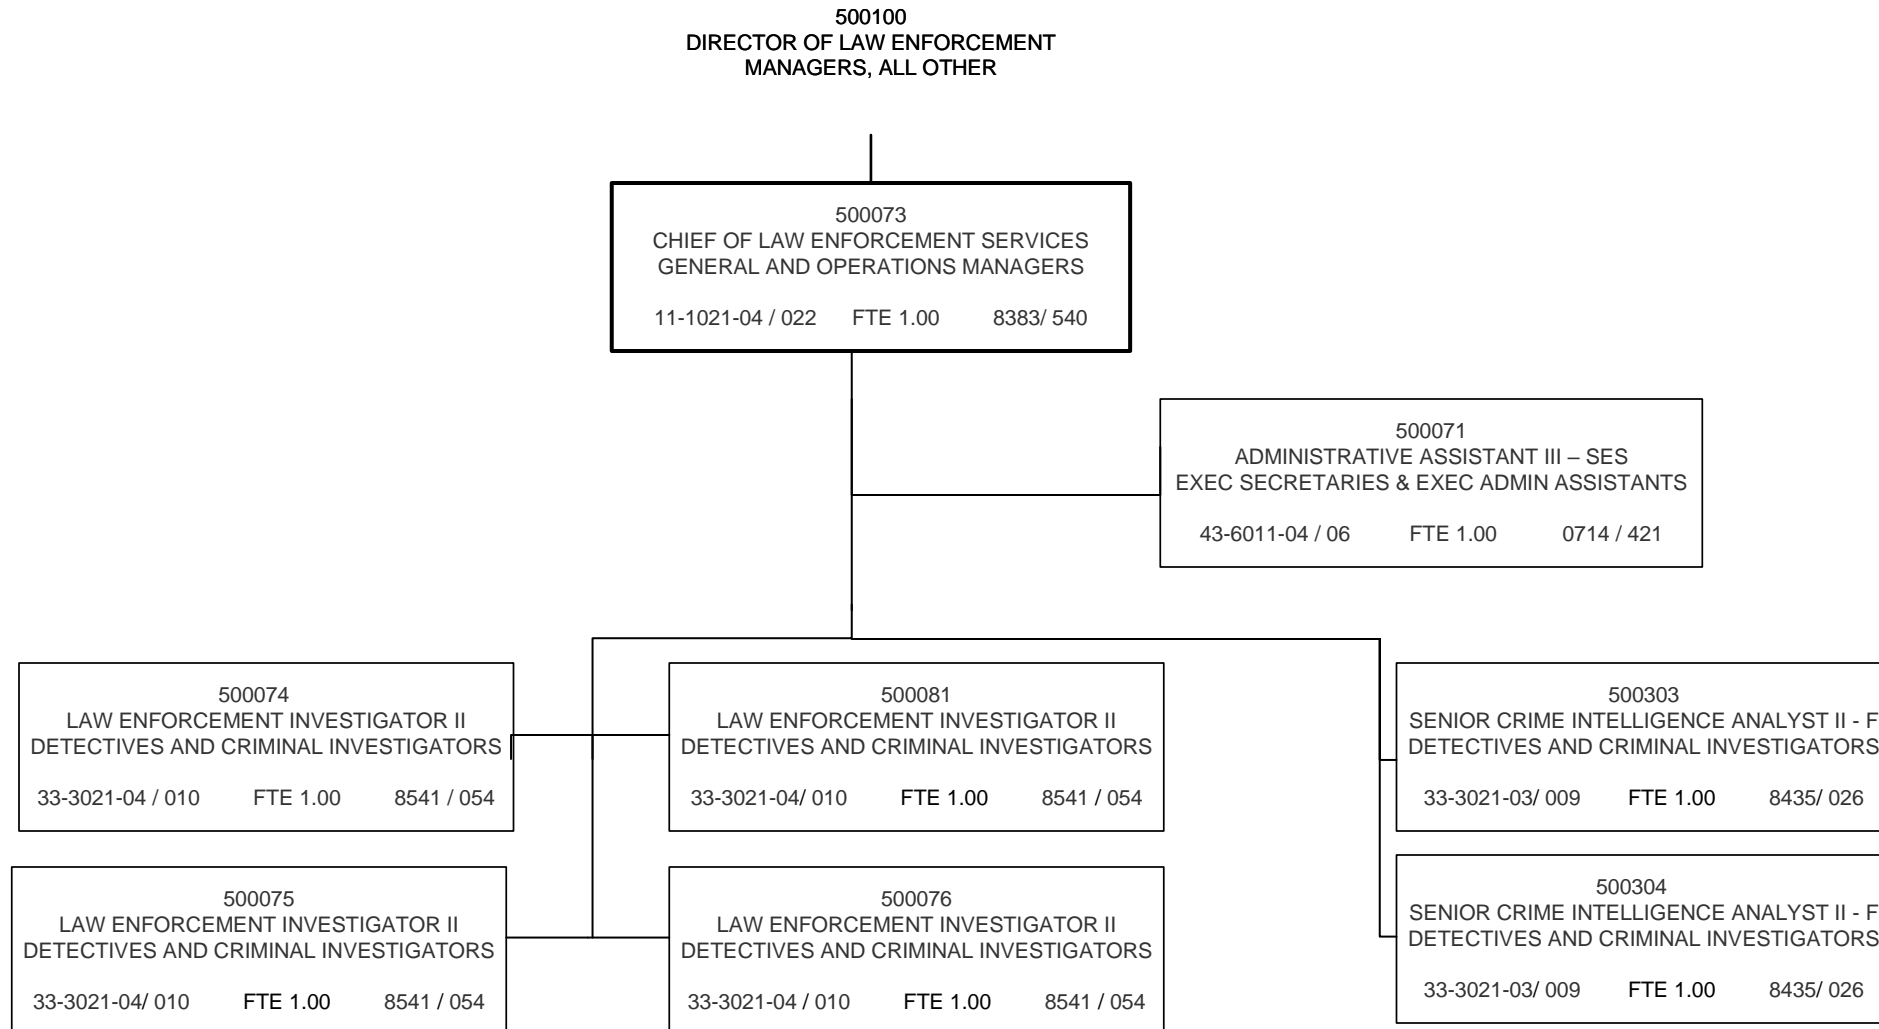 500100
DIRECTOR OF LAW ENFORCEMENT
MANAGERS, ALL OTHER
500073
CHIEF OF LAW ENFORCEMENT SERVICES
GENERAL AND OPERATIONS MANAGERS
11-1021-04 / 022 FTE 1.00 8383/ 540
500071
ADMINISTRATIVE ASSISTANT III – SES
EXEC SECRETARIES & EXEC ADMIN ASSISTANTS
43-6011-04 / 06 FTE 1.00 0714 / 421
500074
LAW ENFORCEMENT INVESTIGATOR II
DETECTIVES AND CRIMINAL INVESTIGATORS
33-3021-04 / 010 FTE 1.00 8541 / 054
500081
LAW ENFORCEMENT INVESTIGATOR II
DETECTIVES AND CRIMINAL INVESTIGATORS
33-3021-04/ 010 FTE 1.00 8541 / 054
500303
SENIOR CRIME INTELLIGENCE ANALYST II - F
DETECTIVES AND CRIMINAL INVESTIGATORS
33-3021-03/ 009 FTE 1.00 8435/ 026
500075
LAW ENFORCEMENT INVESTIGATOR II
DETECTIVES AND CRIMINAL INVESTIGATORS
33-3021-04/ 010 FTE 1.00 8541 / 054
500076
LAW ENFORCEMENT INVESTIGATOR II
DETECTIVES AND CRIMINAL INVESTIGATORS
33-3021-04 / 010 FTE 1.00 8541 / 054
500304
SENIOR CRIME INTELLIGENCE ANALYST II - F
DETECTIVES AND CRIMINAL INVESTIGATORS
33-3021-03/ 009 FTE 1.00 8435/ 026